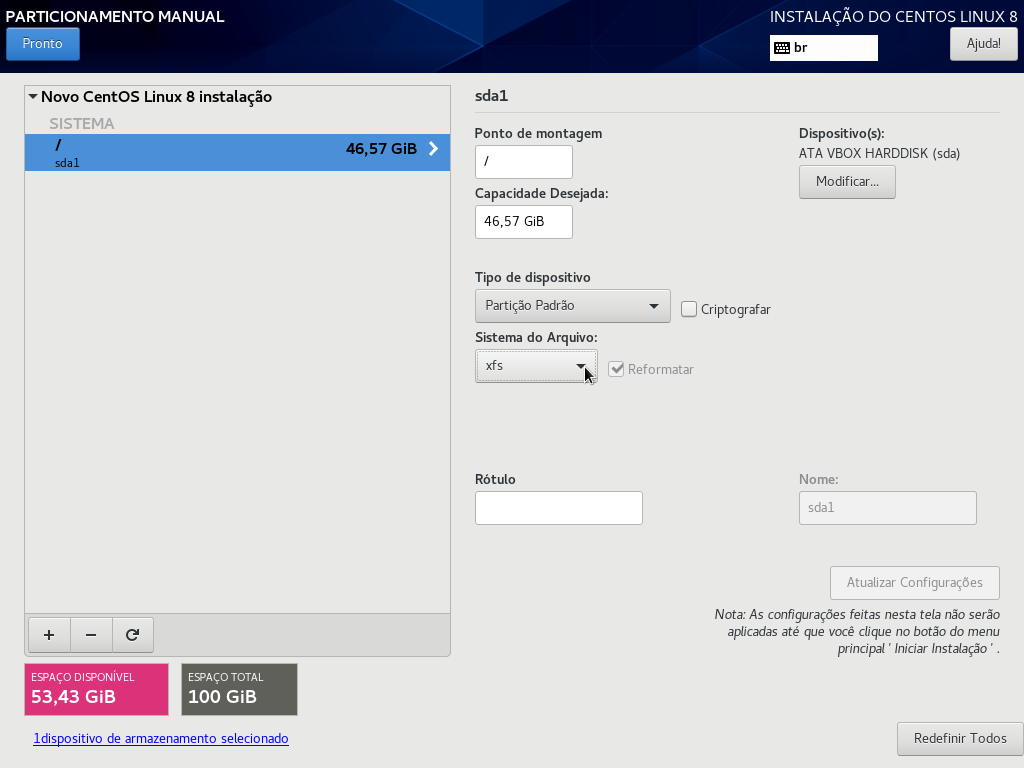 PARTICIONAMENTO MANUAL
INSTALAÇÃO DO CENTOS LINUX 8
Pronto
br
Ajuda!
Novo CentOS Linux 8 instalação
SISTEMA
/
46,57 GiB
sda1
sda1
Ponto de montagem
/
Capacidade Desejada:
46,57 GiB
Dispositivo(s):
ATA VBOX HARDDISK (sda)
Modificar...
Tipo de dispositivo
Partição Padrão
Criptografar
Sistema do Arquivo:
xfs
Reformatar
Rótulo
Nome:
sda1
Atualizar Configurações
Nota: As configurações feitas nesta tela não serão
aplicadas até que você clique no botão do menu
principal ' Iniciar Instalação ' .
ESPAÇO DISPONÍVEL
53,43 GiB
ESPAÇO TOTAL
100 GiB
1dispositivo de armazenamento selecionado
Redefinir Todos